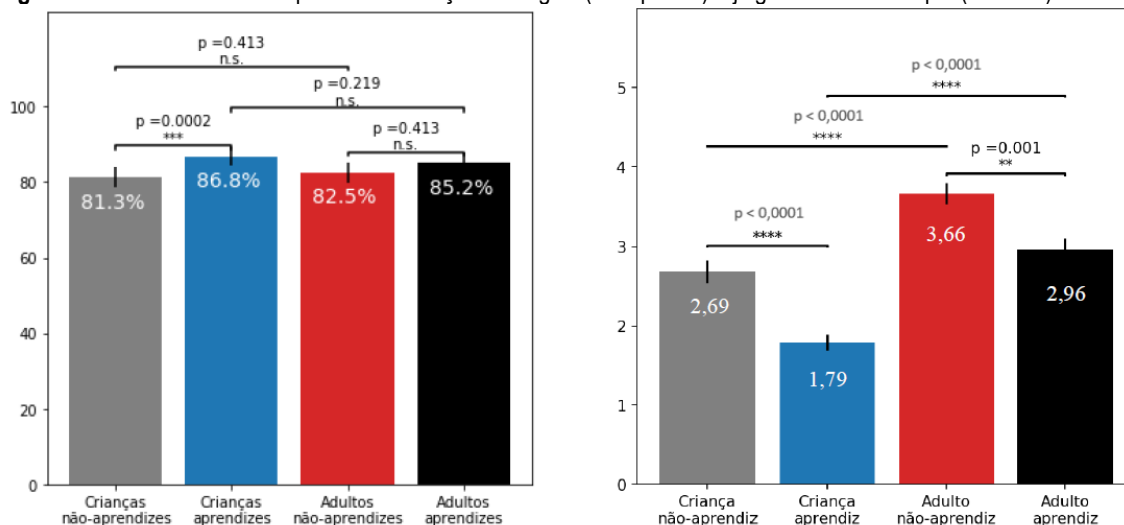 p =0.413
n.s.
p =0.219
n.s.
p =0.0002
***
p =0.413
n.s.
100
80
60
40
20
0
81.3%
86.8%
82.5%
85.2%
Crianças
não-aprendizes
Crianças
aprendizes
Adultos
não-aprendizes
Adultos
aprendizes
p < 0,0001
****
p < 0,0001
****
p =0.001
**
p < 0,0001
****
5
4
3
2
1
0
2,69
1,79
3,66
2,96
Criança
não-aprendiz
Criança
aprendiz
Adulto
não-aprendiz
Adulto
aprendiz